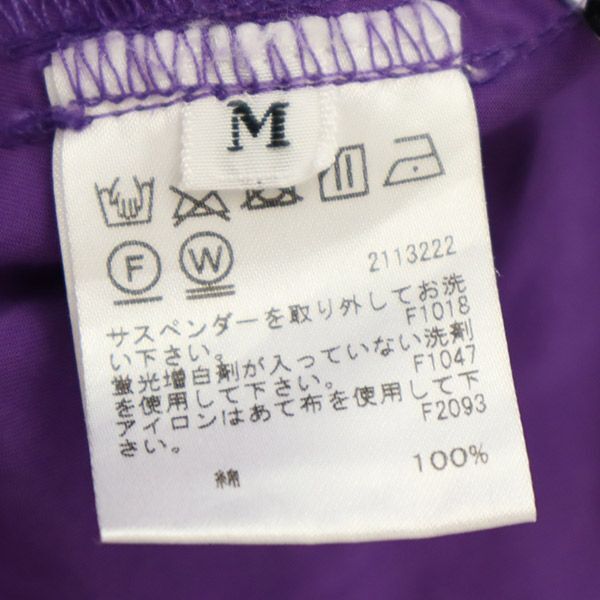 M
F
W
2113222
サスペンダーを取り外してお洗
い下さい。 F1018
蛍光増白剤が入っていない洗剤
を使用して下さい。 F1047
アイロンはあて布を使用して下
さい。 F2093
綿 100%